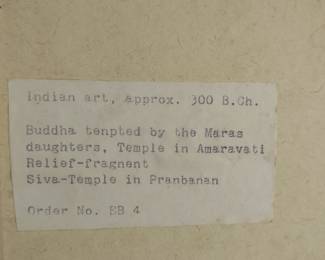 Indian art, approx. 300 B.Ch.
Buddha tenpted by the Maras
daughters, Temple in Amaravati
Relief-fragnent
Siva-Temple in Pranbanan
Order No. EB 4